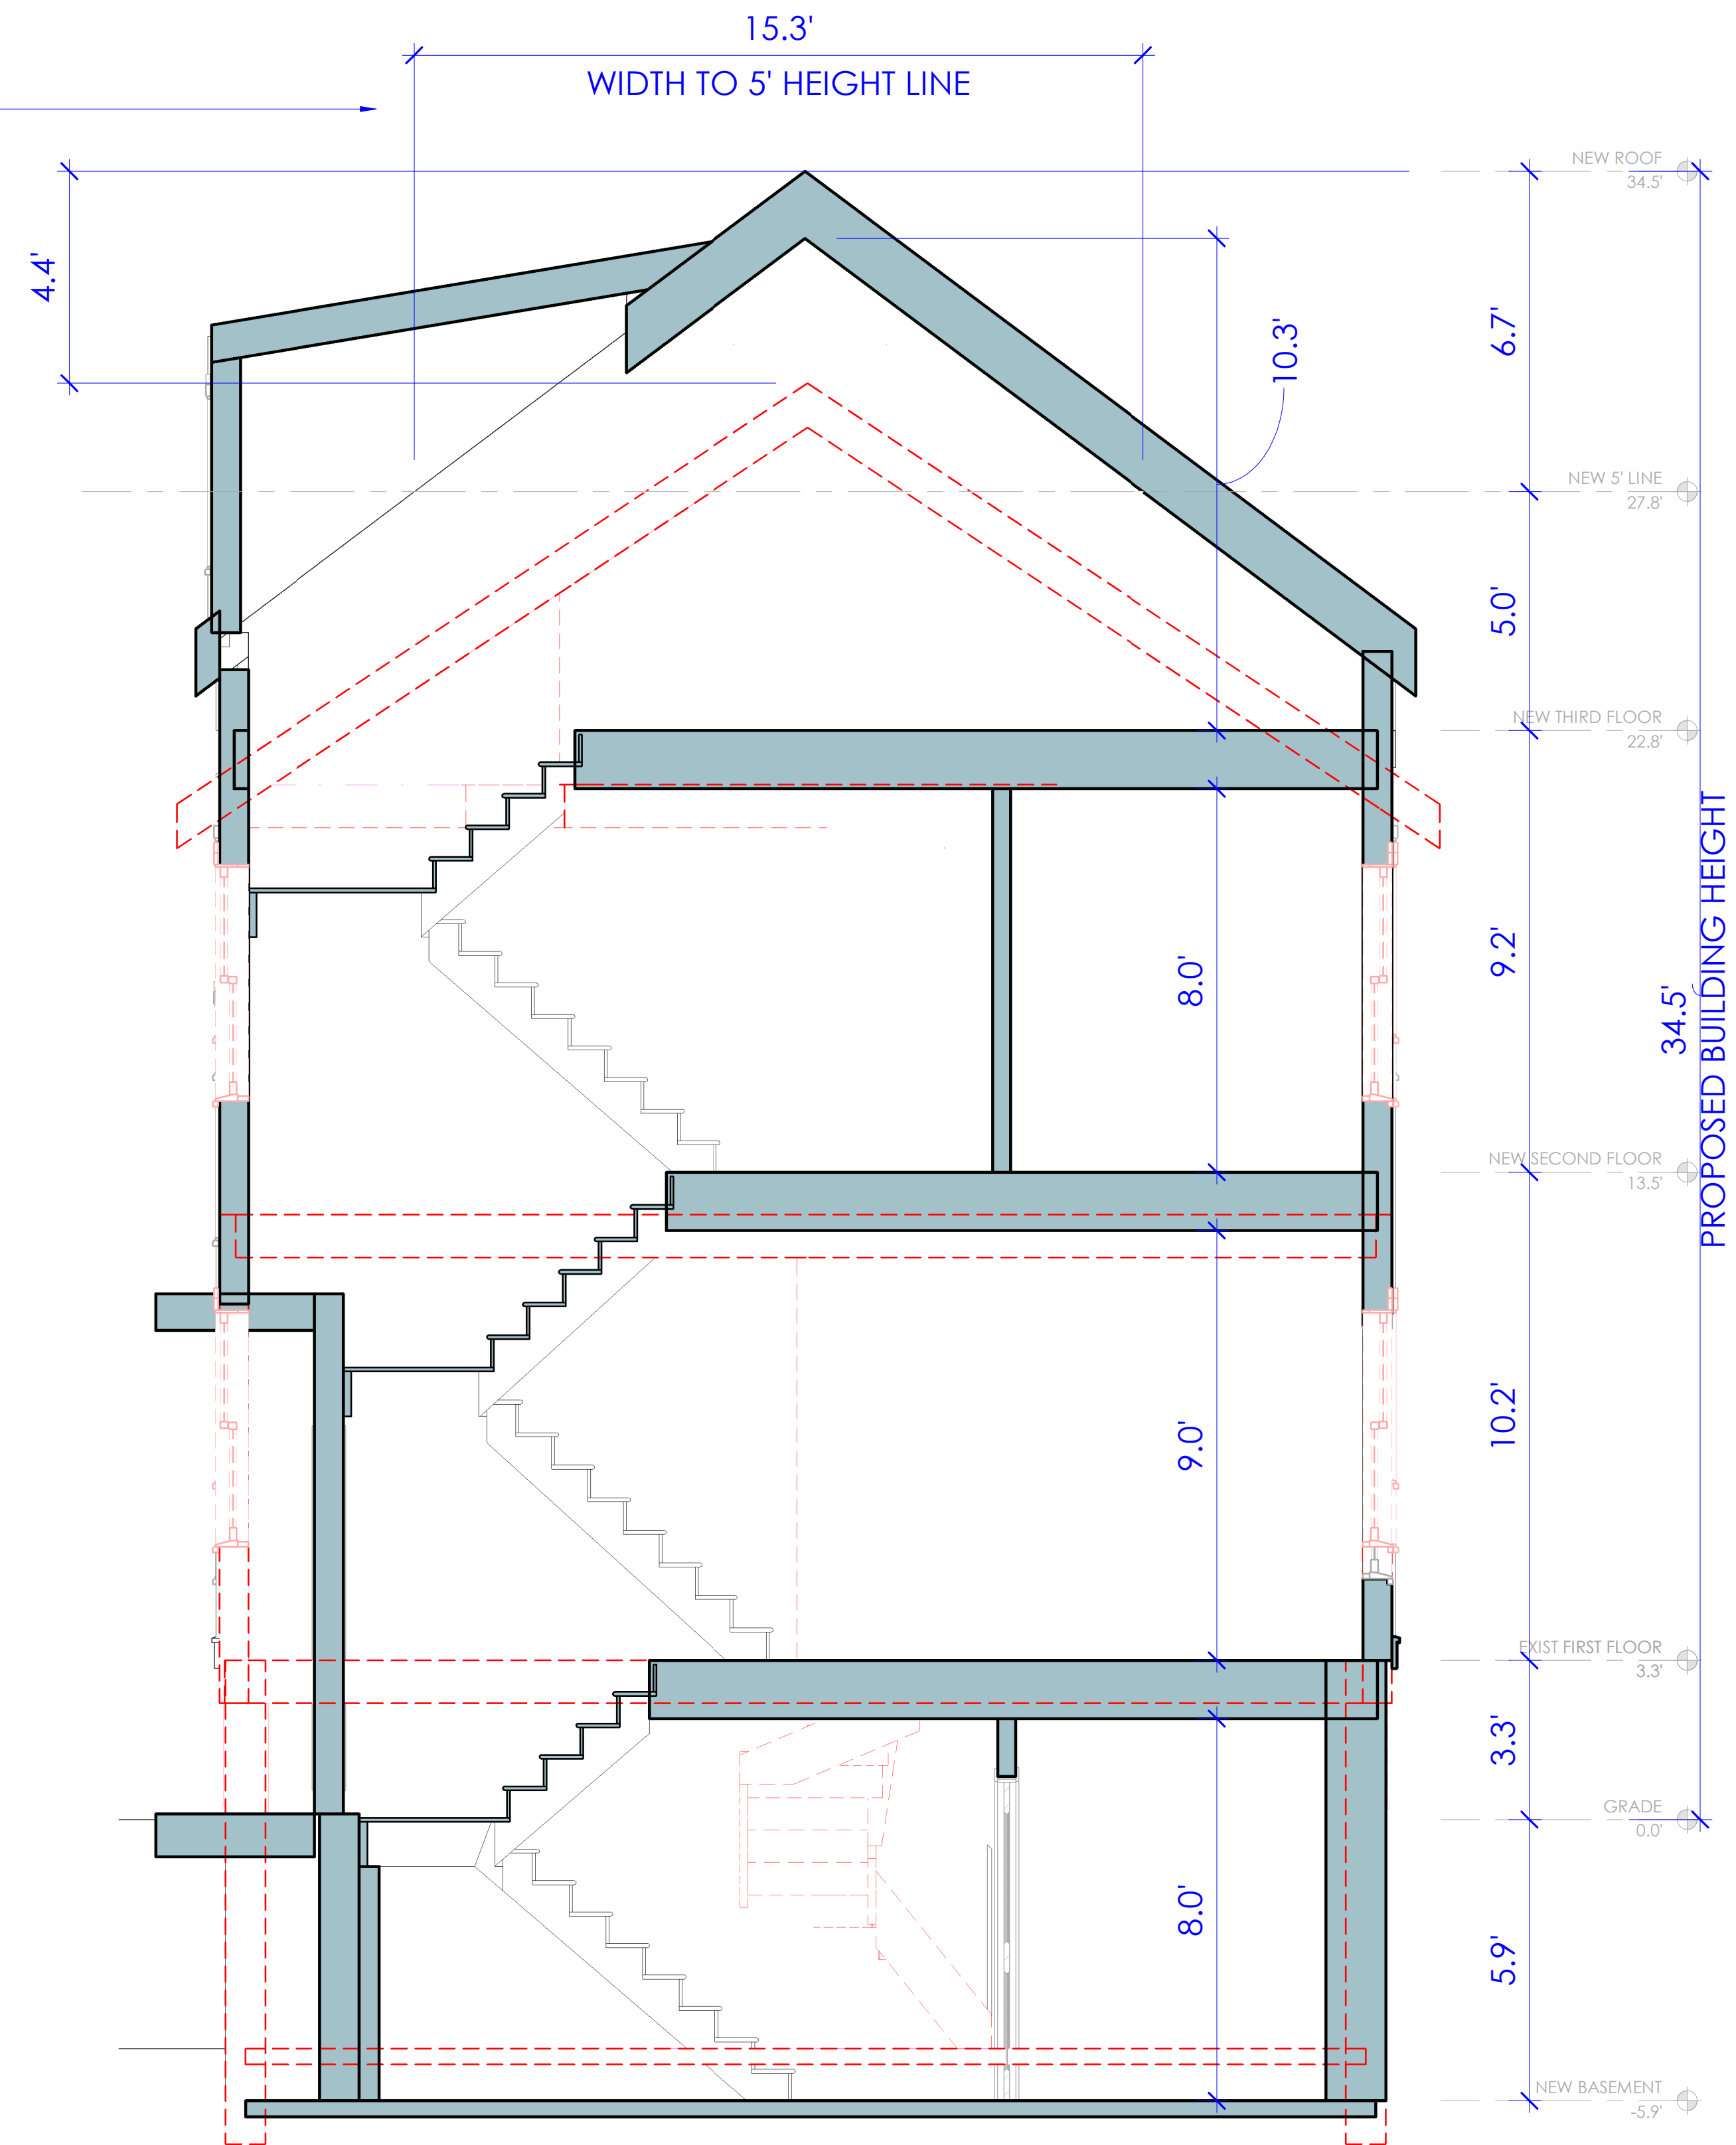 15.3'
WIDTH TO 5' HEIGHT LINE
NEW ROOF
34.5'
4.4'
6.7'
10.3'
NEW 5' LINE
27.8'
5.0'
NEW THIRD FLOOR
22.8'
PROPOSED BUILDING HEIGHT
34.5'
9.2'
8.0'
NEW SECOND FLOOR
13.5'
10.2'
9.0'
EXIST FIRST FLOOR
3.3'
3.3'
GRADE
0.0'
8.0'
5.9'
NEW BASEMENT
-5.9'